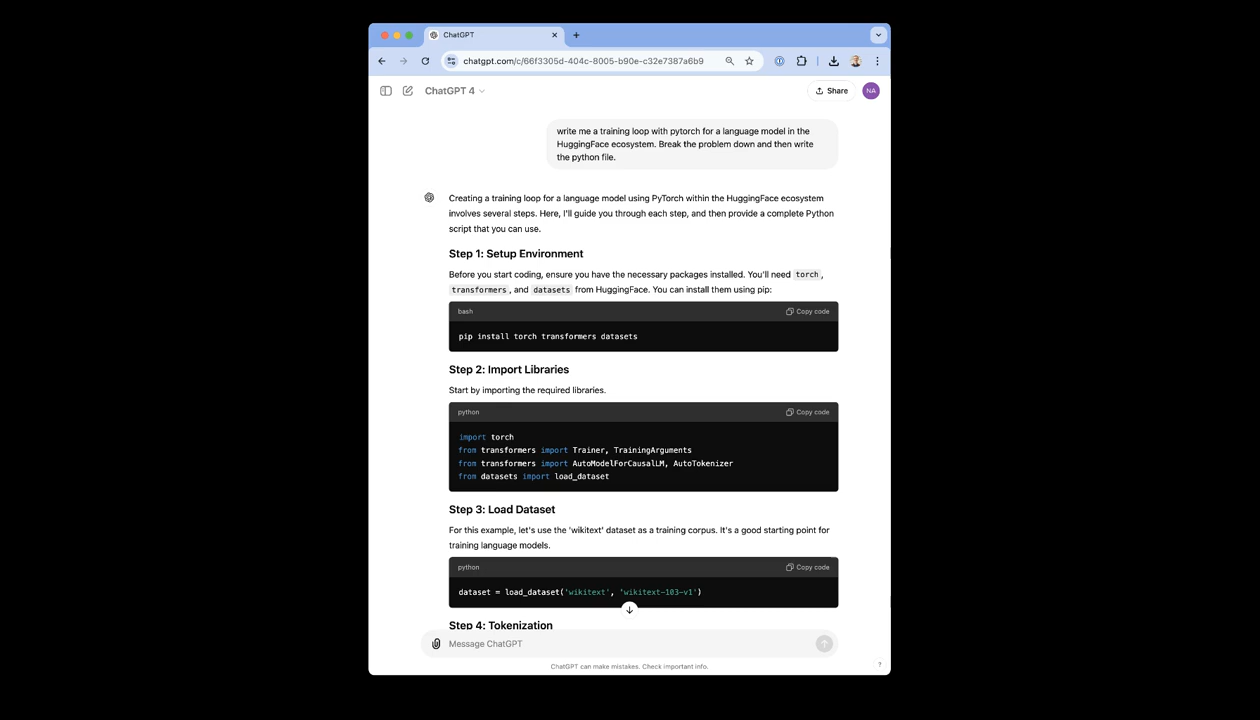 ChatGPT
chatgpt.com/c/66f3305d-404c-8005-b90e-c32e7387a6b9
ChatGPT 4
Share
NA
write me a training loop with pytorch for a language model in the
HuggingFace ecosystem. Break the problem down and then write
the python file.
Creating a training loop for a language model using PyTorch within the HuggingFace ecosystem
involves several steps. Here, I'll guide you through each step, and then provide a complete Python
script that you can use.
Step 1: Setup Environment
Before you start coding, ensure you have the necessary packages installed. You'll need torch,
transformers, and datasets from HuggingFace. You can install them using pip:
bash
Copy code
pip install torch transformers datasets
Step 2: Import Libraries
Start by importing the required libraries.
python
Copy code
import torch
from transformers import Trainer, TrainingArguments
from transformers import AutoModelForCausalLM, AutoTokenizer
from datasets import load_dataset
Step 3: Load Dataset
For this example, let's use the 'wikitext' dataset as a training corpus. It's a good starting point for
training language models.
python
Copy code
dataset = load_dataset('wikitext', 'wikitext-103-v1')
Step 4: Tokenization
Message ChatGPT
ChatGPT can make mistakes. Check important info.
?